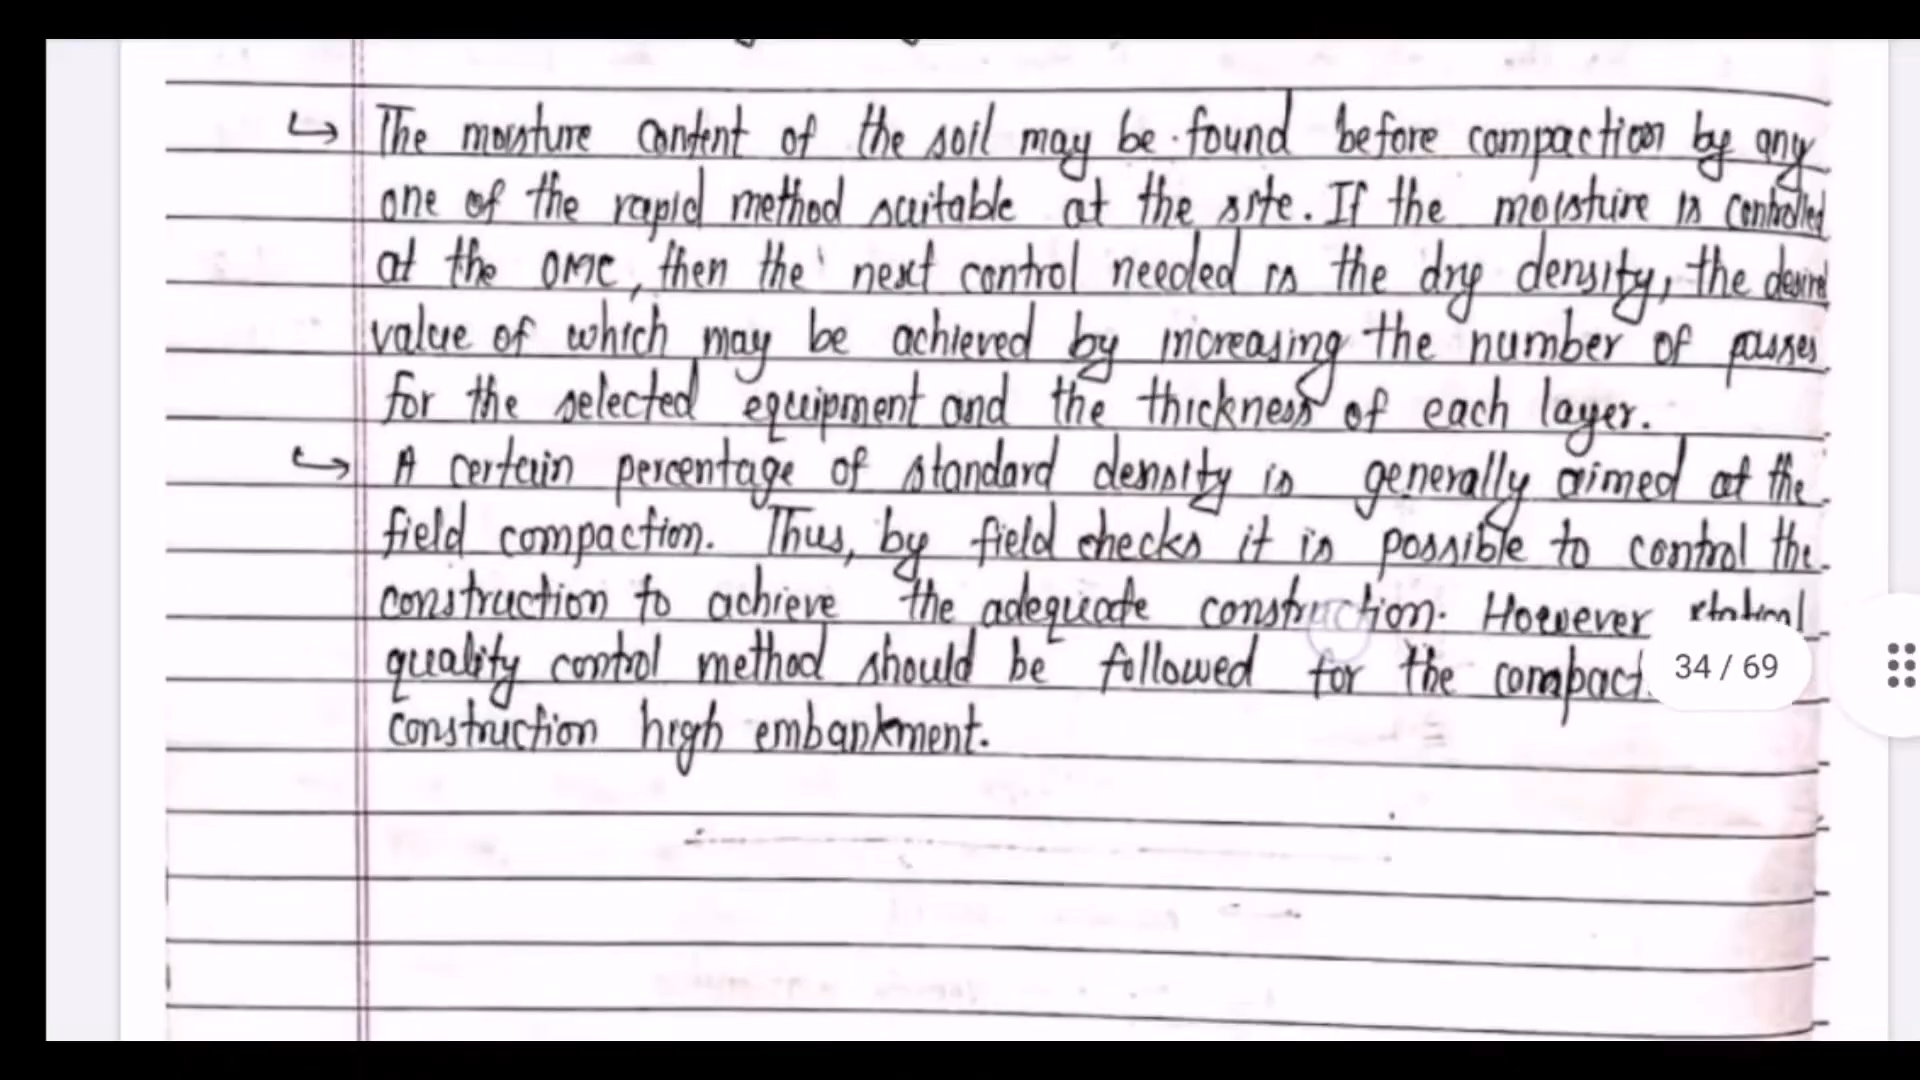 ↳ The moisture content of the soil may be found before compaction by any
one of the rapid method suitable at the site. If the moisture is controlled
at the OMC, then the next control needed is the dry density, the desired
value of which may be achieved by increasing the number of passes
for the selected equipment and the thickness of each layer.
↳ A certain percentage of standard density is generally aimed at the
field compaction. Thus, by field checks it is possible to control the
construction to achieve the adequate construction. However
quality control method should be followed for the
construction high embankment.
34 / 69